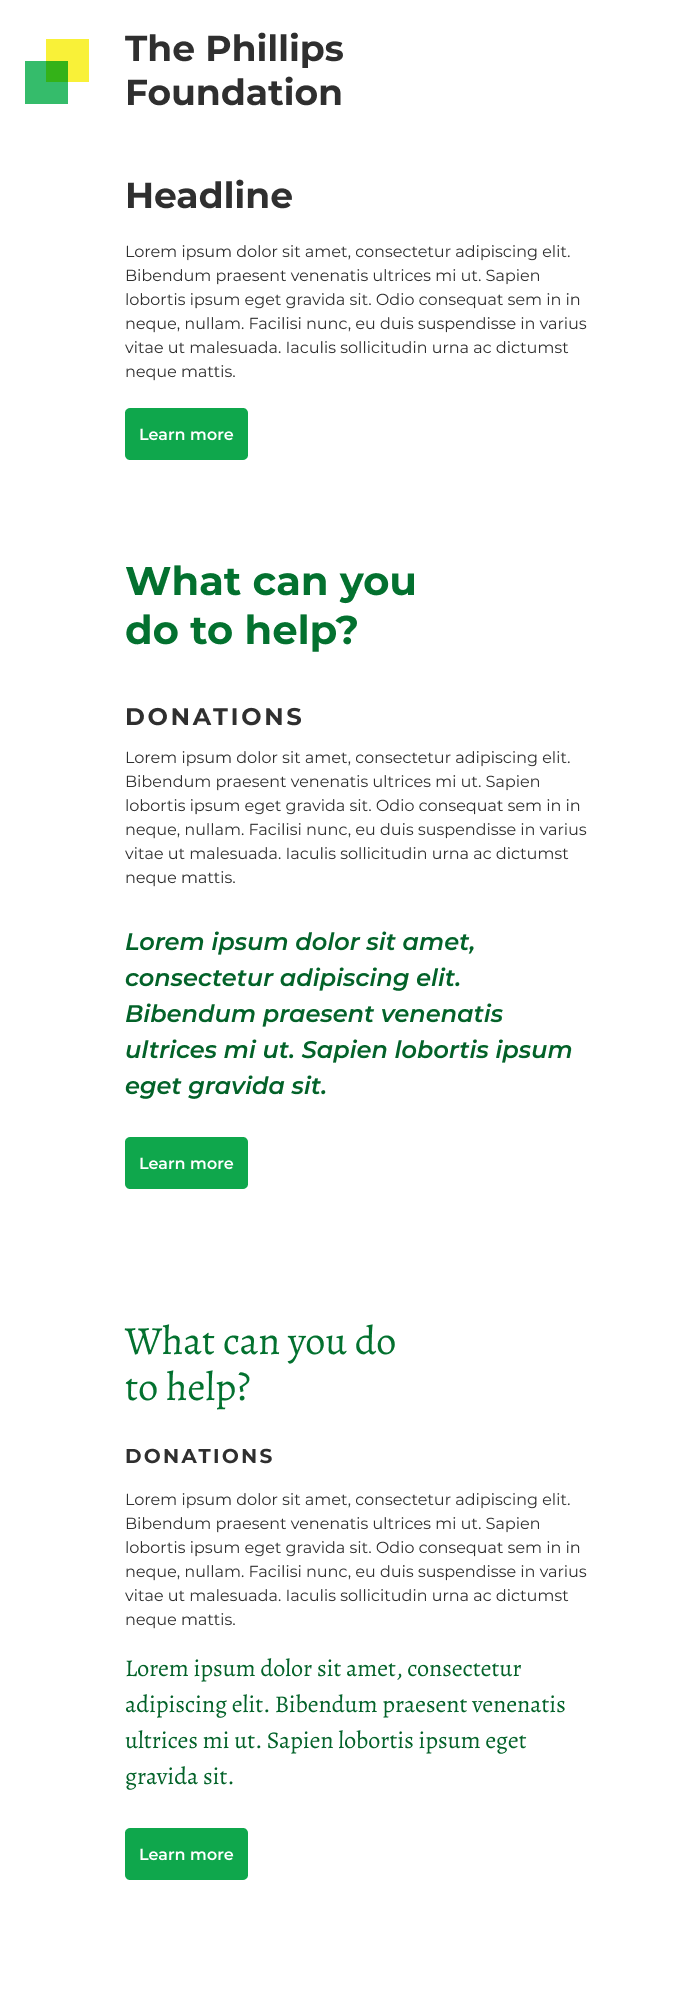 The Phillips
Foundation
Headline
Lorem ipsum dolor sit amet, consectetur adipiscing elit.
Bibendum praesent venenatis ultrices mi ut. Sapien
lobortis ipsum eget gravida sit. Odio consequat sem in in
neque, nullam. Facilisi nunc, eu duis suspendisse in varius
vitae ut malesuada. Iaculis sollicitudin urna ac dictumst
neque mattis.
Learn more
What can you
do to help?
DONATIONS
Lorem ipsum dolor sit amet, consectetur adipiscing elit.
Bibendum praesent venenatis ultrices mi ut. Sapien
lobortis ipsum eget gravida sit. Odio consequat sem in in
neque, nullam. Facilisi nunc, eu duis suspendisse in varius
vitae ut malesuada. Iaculis sollicitudin urna ac dictumst
neque mattis.
Lorem ipsum dolor sit amet,
consectetur adipiscing elit.
Bibendum praesent venenatis
ultrices mi ut. Sapien lobortis ipsum
eget gravida sit.
Learn more
What can you do
to help?
DONATIONS
Lorem ipsum dolor sit amet, consectetur adipiscing elit.
Bibendum praesent venenatis ultrices mi ut. Sapien
lobortis ipsum eget gravida sit. Odio consequat sem in in
neque, nullam. Facilisi nunc, eu duis suspendisse in varius
vitae ut malesuada. Iaculis sollicitudin urna ac dictumst
neque mattis.
Lorem ipsum dolor sit amet, consectetur
adipiscing elit. Bibendum praesent venenatis
ultrices mi ut. Sapien lobortis ipsum eget
gravida sit.
Learn more